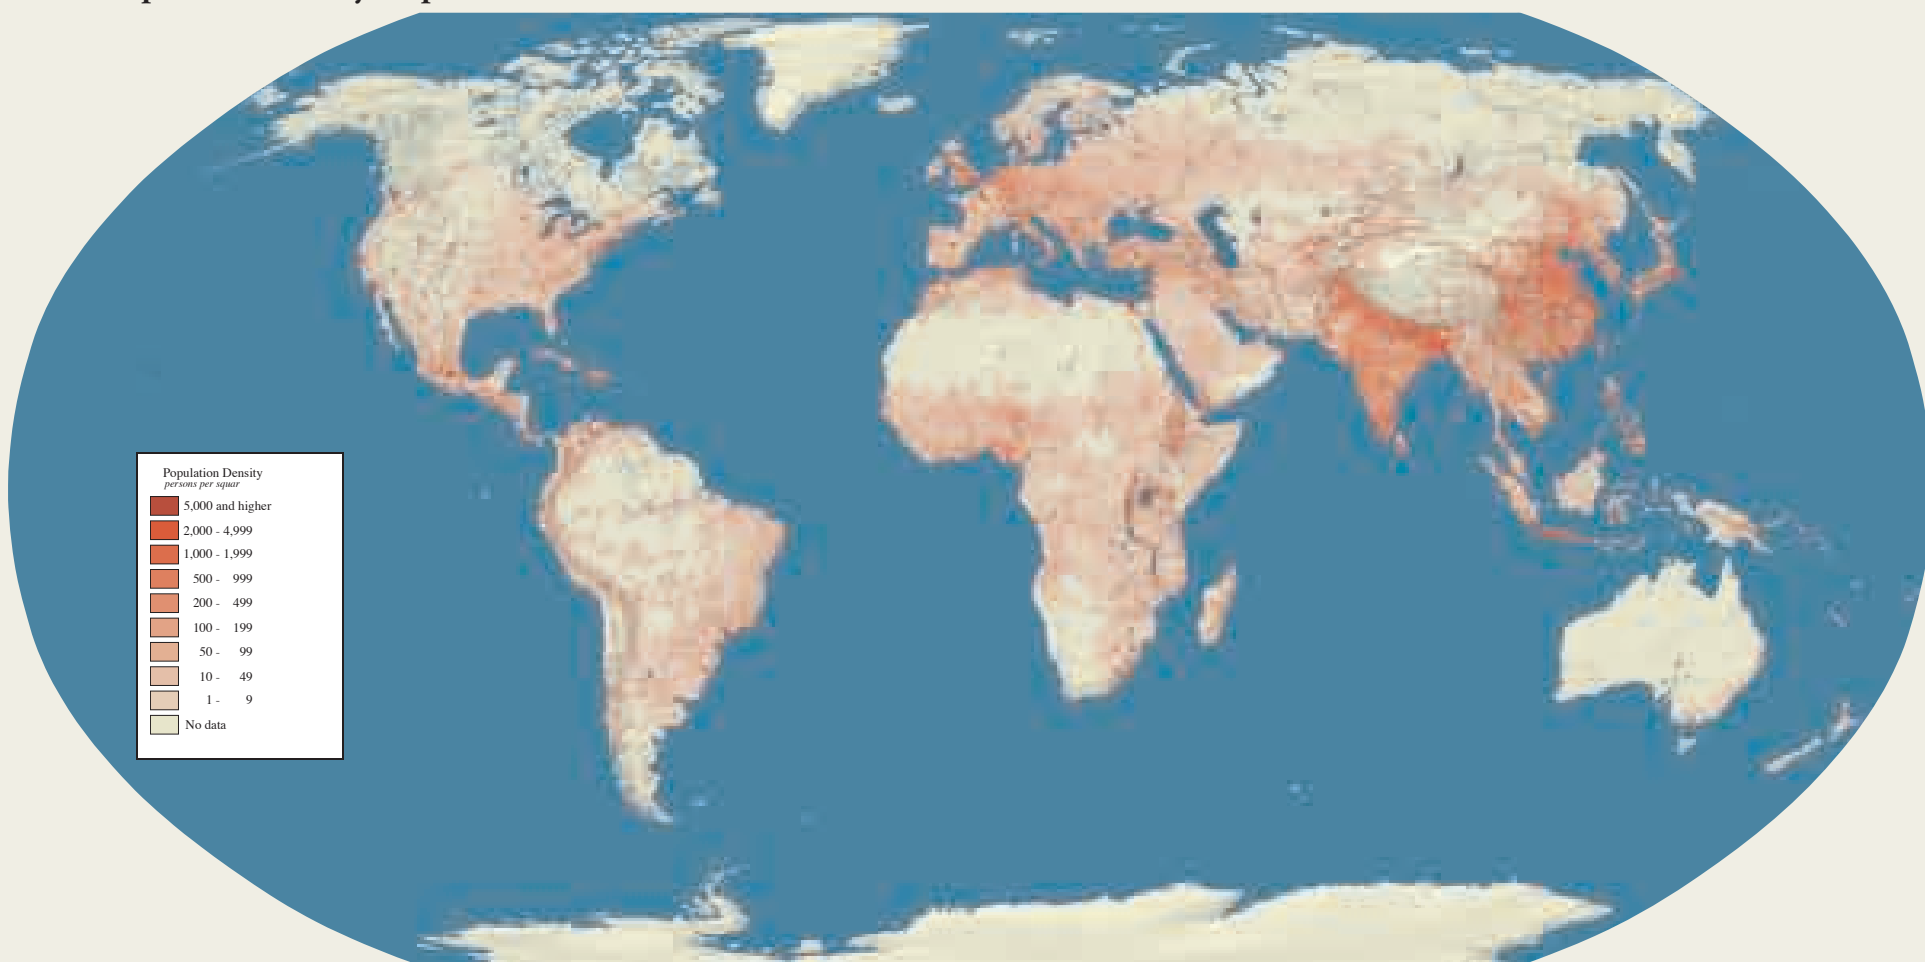 Population Density
persons per squar
5,000 and higher
2,000 - 4,999
1,000 - 1,999
500 - 999
200 - 499
100 - 199
50 - 99
10 - 49
1 - 9
No data